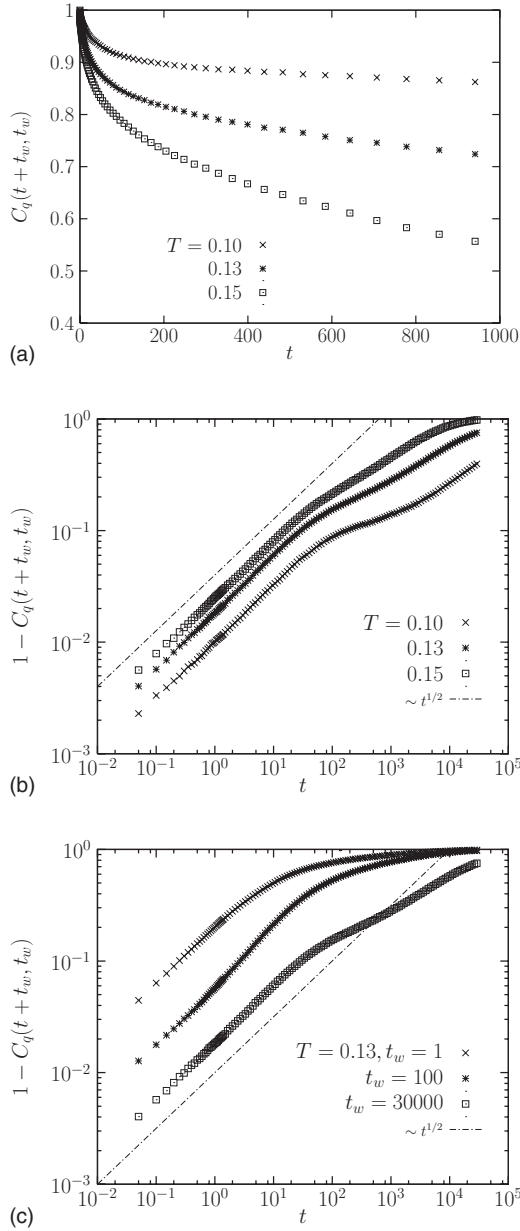 1
0.9
0.8
0.7
0.6
0.5
0.4
C_q(t + t_w, t_w)
T = 0.10
0.13
0.15
0 200 400 600 800 1000
t
(a)
10^0
10^{-1}
10^{-2}
10^{-3}
1 − C_q(t + t_w, t_w)
T = 0.10
0.13
0.15
∼ t^{1/2}
10^{-2} 10^{-1} 10^0 10^1 10^2 10^3 10^4 10^5
t
(b)
10^0
10^{-1}
10^{-2}
10^{-3}
1 − C_q(t + t_w, t_w)
T = 0.13, t_w = 1
t_w = 100
t_w = 30000
∼ t^{1/2}
10^{-2} 10^{-1} 10^0 10^1 10^2 10^3 10^4 10^5
t
(c)